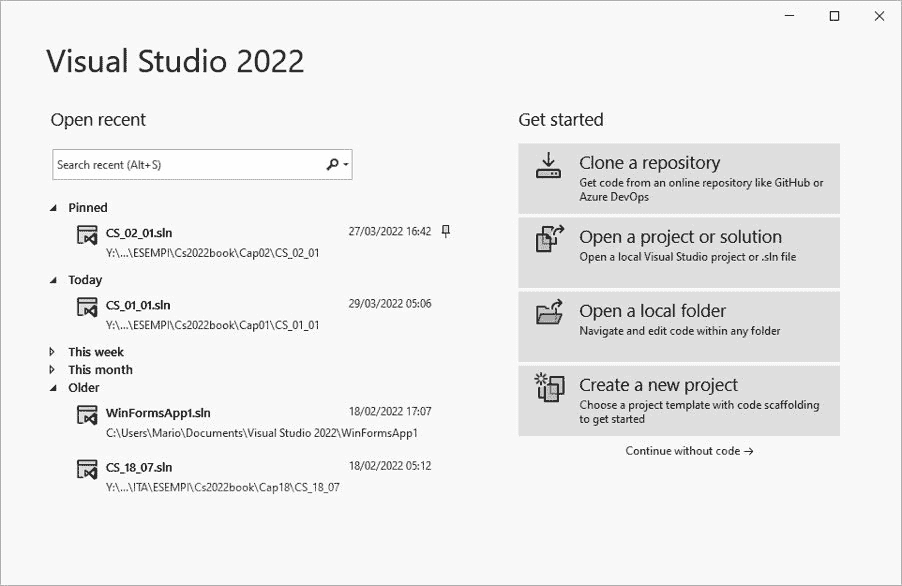 Visual Studio 2022
Open recent
Search recent (Alt+S)
Pinned
CS_02_01.sln 27/03/2022 16:42
Y:\...\ESEMPI\Cs2022book\Cap02\CS_02_01
Today
CS_01_01.sln 29/03/2022 05:06
Y:\...\ESEMPI\Cs2022book\Cap01\CS_01_01
This week
This month
Older
WinFormsApp1.sln 18/02/2022 17:07
C:\Users\Mario\Documents\Visual Studio 2022\WinFormsApp1
CS_18_07.sln 18/02/2022 05:12
Y:\...\ITA\ESEMPI\Cs2022book\Cap18\CS_18_07
Get started
Clone a repository
Get code from an online repository like GitHub or
Azure DevOps
Open a project or solution
Open a local Visual Studio project or .sln file
Open a local folder
Navigate and edit code within any folder
Create a new project
Choose a project template with code scaffolding
to get started
Continue without code →